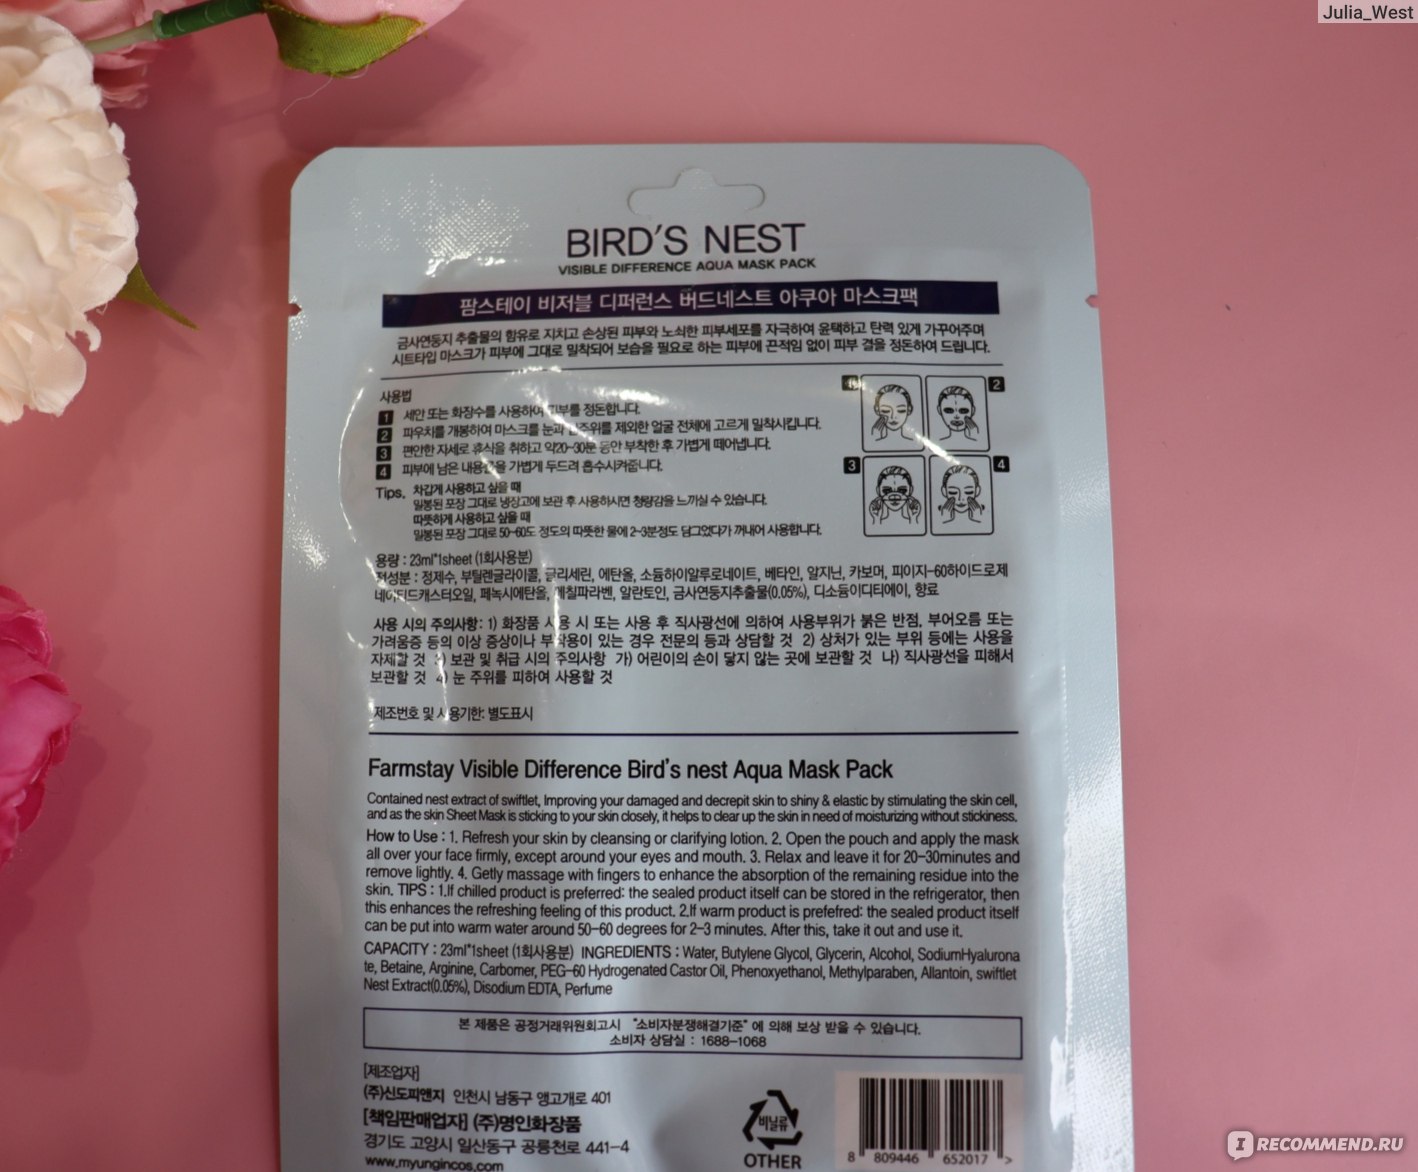 Julia_West
BIRD'S NEST
VISIBLE DIFFERENCE AQUA MASK PACK
팜스테이 비저블 디퍼런스 버드네스트 아쿠아 마스크팩
금사연둥지 추출물의 함유로 지치고 손상된 피부와 노쇠한 피부세포를 자극하여 윤택하고 탄력 있게 가꾸어주며
시트타입 마스크가 피부에 그대로 밀착되어 보습을 필요로 하는 피부에 끈적임 없이 피부 결을 정돈하여 드립니다.
사용법
1 세안 또는 화장수를 사용하여 피부를 정돈합니다.
2 파우치를 개봉하여 마스크를 눈과 입주위를 제외한 얼굴 전체에 고르게 밀착시킵니다.
3 편안한 자세로 휴식을 취하고 약20~30분 동안 부착한 후 가볍게 떼어냅니다.
4 피부에 남은 내용물을 가볍게 두드려 흡수시켜줍니다.
2
3
4
Tips. 차갑게 사용하고 싶을 때
밀봉된 포장 그대로 냉장고에 보관 후 사용하시면 청량감을 느끼실 수 있습니다.
따뜻하게 사용하고 싶을 때
밀봉된 포장 그대로 50~60도 정도의 따뜻한 물에 2~3분정도 담그었다가 꺼내어 사용합니다.
용량 : 23ml*1sheet (1회사용분)
전성분 : 정제수, 부틸렌글라이콜, 글리세린, 에탄올, 소듐하이알루로네이트, 베타인, 알지닌, 카보머, 피이지-60하이드로제
네이티드캐스터오일, 페녹시에탄올, 메칠파라벤, 알란토인, 금사연둥지추출물(0.05%), 디소듐이디티에이, 향료
사용 시의 주의사항: 1) 화장품 사용 시 또는 사용 후 직사광선에 의하여 사용부위가 붉은 반점, 부어오름 또는
가려움증 등의 이상 증상이나 부작용이 있는 경우 전문의 등과 상담할 것 2) 상처가 있는 부위 등에는 사용을
자제할 것 3) 보관 및 취급 시의 주의사항 가) 어린이의 손이 닿지 않는 곳에 보관할 것 나) 직사광선을 피해서
보관할 것 4) 눈 주위를 피하여 사용할 것
제조번호 및 사용기한: 별도표시
Farmstay Visible Difference Bird's nest Aqua Mask Pack
Contained nest extract of swiftlet, Improving your damaged and decrepit skin to shiny & elastic by stimulating the skin cell,
and as the skin Sheet Mask is sticking to your skin closely, it helps to clear up the skin in need of moisturizing without stickiness.
How to Use : 1. Refresh your skin by cleansing or clarifying lotion. 2. Open the pouch and apply the mask
all over your face firmly, except around your eyes and mouth. 3. Relax and leave it for 20~30minutes and
remove lightly. 4. Getly massage with fingers to enhance the absorption of the remaining residue into the
skin. TIPS : 1.If chilled product is preferred: the sealed product itself can be stored in the refrigerator, then
this enhances the refreshing feeling of this product. 2.If warm product is prefefred: the sealed product itself
can be put into warm water around 50~60 degrees for 2~3 minutes. After this, take it out and use it.
CAPACITY : 23ml*1sheet (1회사용분) INGREDIENTS : Water, Butylene Glycol, Glycerin, Alcohol, SodiumHyalurona
te, Betaine, Arginine, Carbomer, PEG-60 Hydrogenated Castor Oil, Phenoxyethanol, Methylparaben, Allantoin, swiftlet
Nest Extract(0.05%), Disodium EDTA, Perfume
본 제품은 공정거래위원회고시 "소비자분쟁해결기준" 에 의해 보상 받을 수 있습니다.
소비자 상담실 : 1688-1068
[제조업자]
(주)신도피앤지 인천시 남동구 앵고개로 401
[책임판매업자] (주)명인화장품
경기도 고양시 일산동구 공릉천로 441-4
www.myungincos.com
비닐류
OTHER
8 809446 652017 >
IRECOMMEND.RU